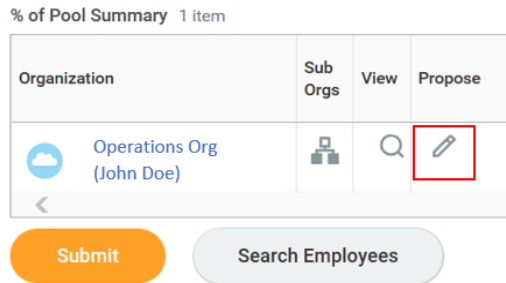 % of Pool Summary 1 item
Organization Sub Orgs View Propose
Operations Org
(John Doe)
Submit Search Employees